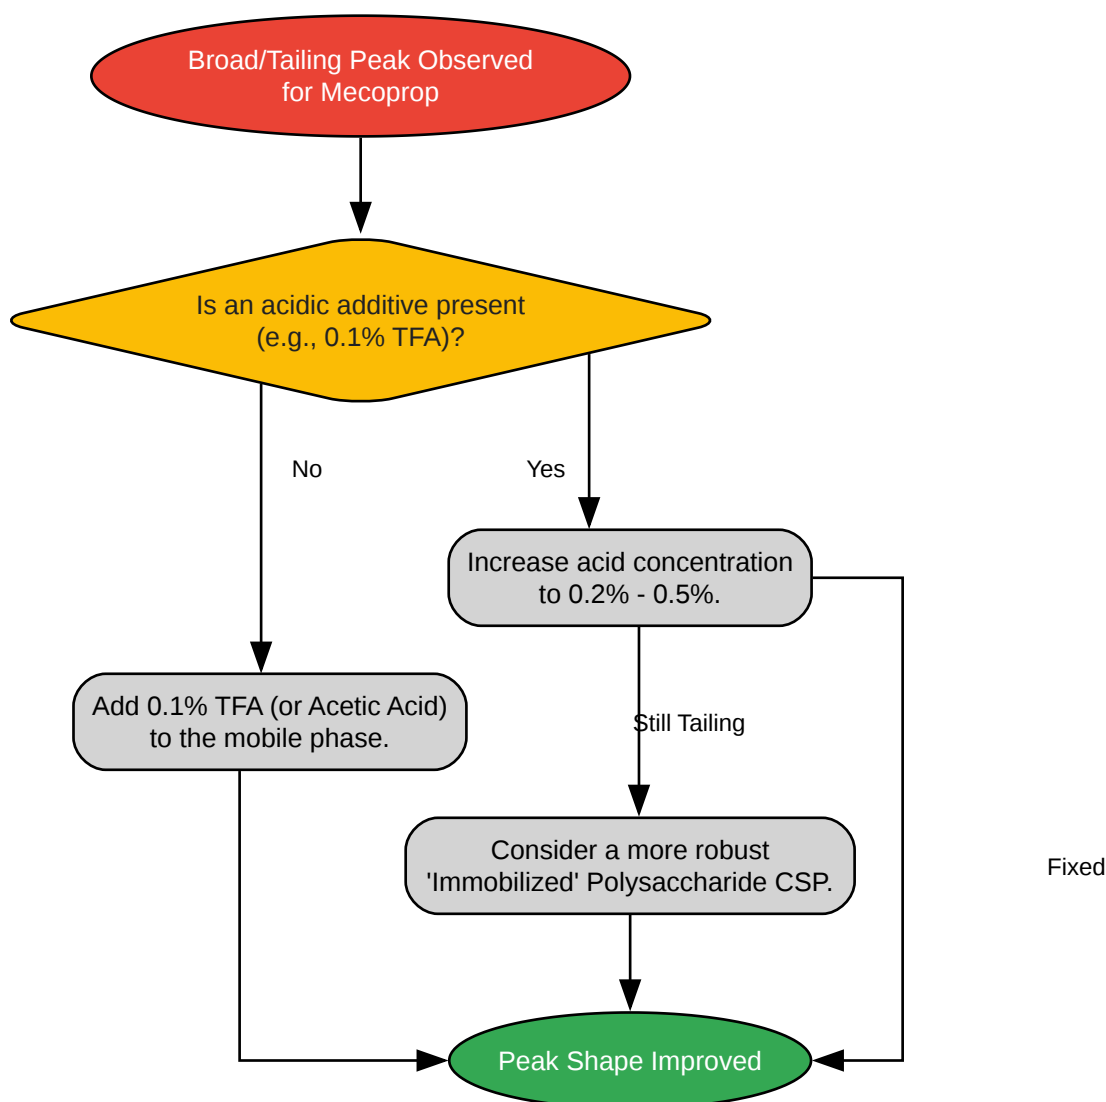 Broad/Tailing Peak Observed
for Mecoprop
Is an acidic additive present
(e.g., 0.1% TFA)?
No
Yes
Increase acid concentration
to 0.2% - 0.5%.
Add 0.1% TFA (or Acetic Acid)
to the mobile phase.
Still Tailing
Consider a more robust
'Immobilized' Polysaccharide CSP.
Fixed
Peak Shape Improved